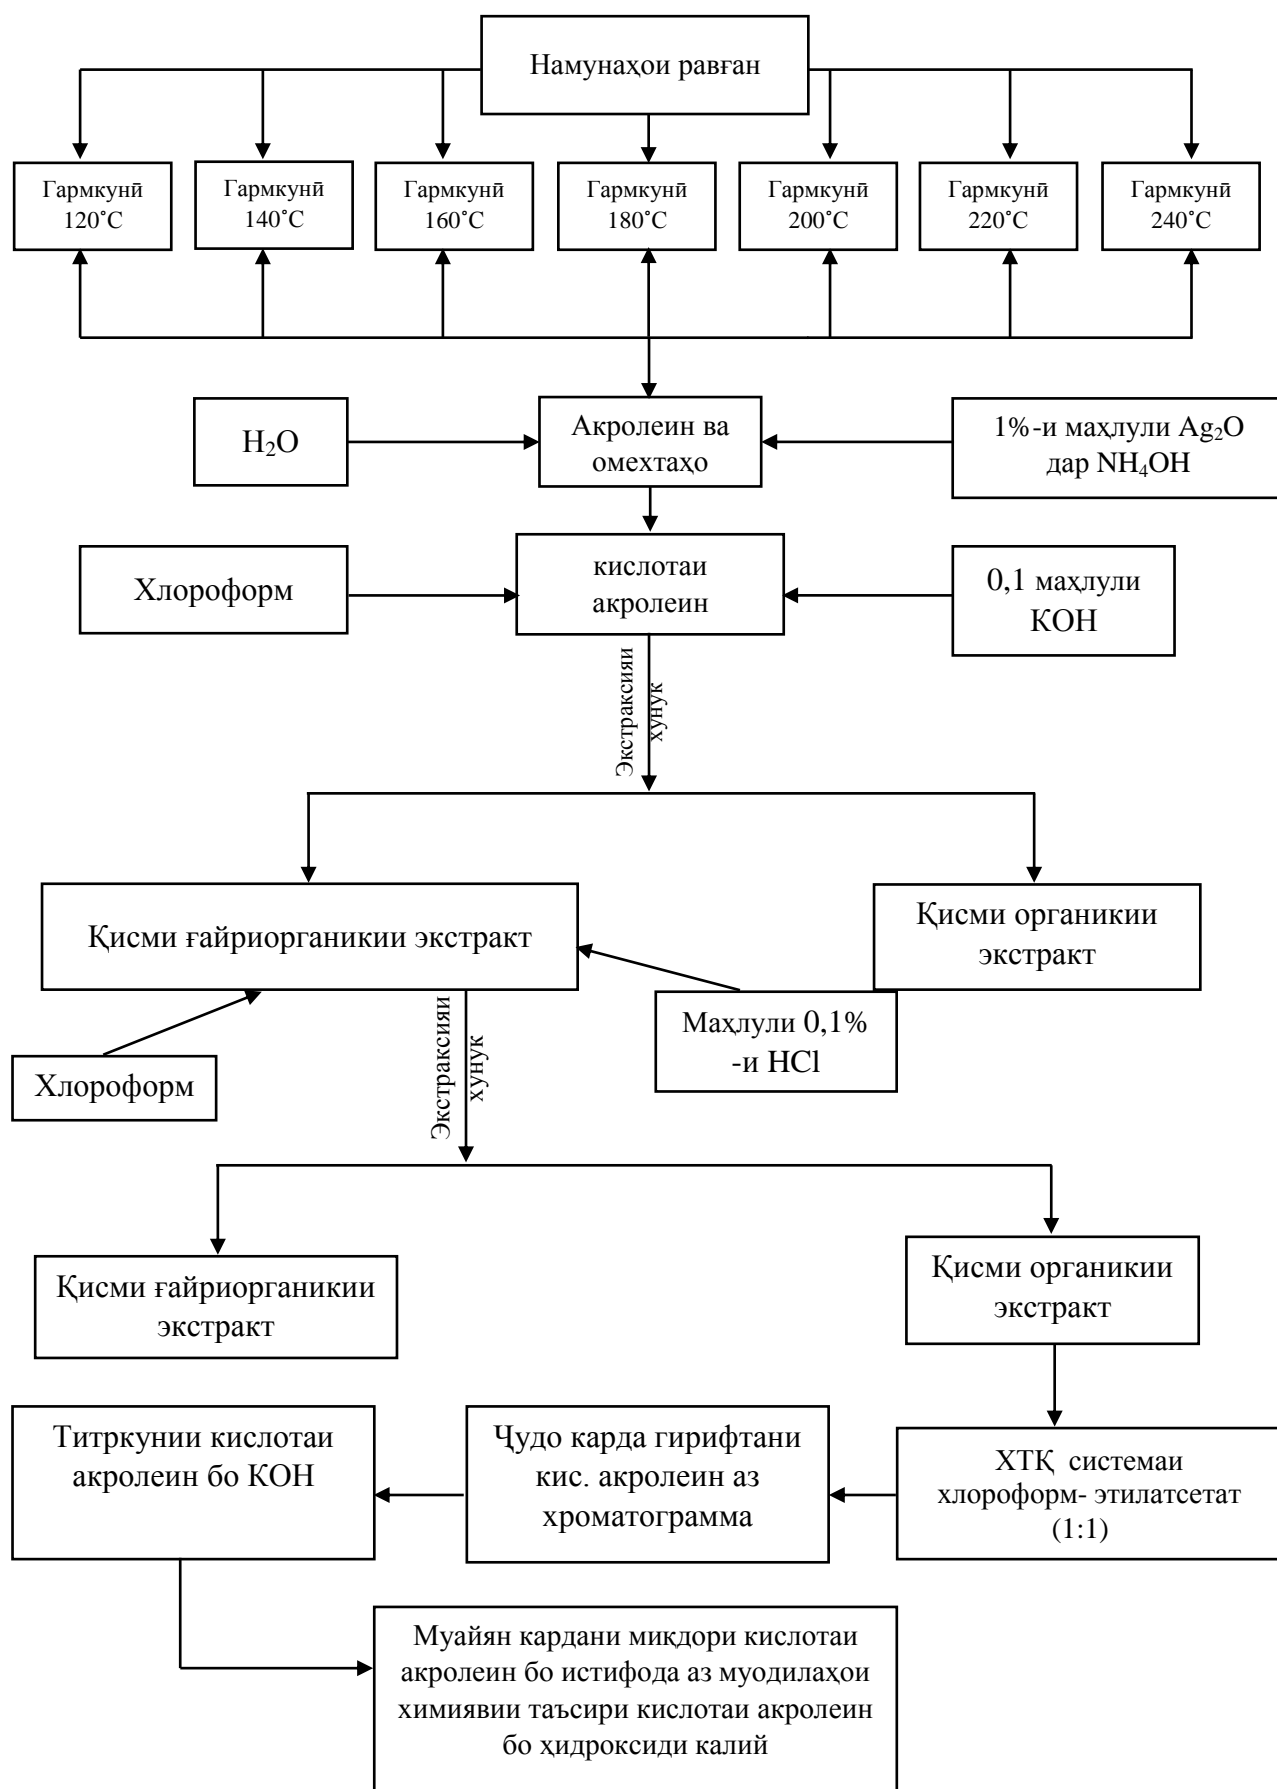 Намунаҳои равған
Гармкунӣ
120˚C
Гармкунӣ
140˚C
Гармкунӣ
160˚C
Гармкунӣ
180˚C
Гармкунӣ
200˚C
Гармкунӣ
220˚C
Гармкунӣ
240˚C
H₂O
Акролеин ва
омехтаҳо
1%-и маҳлули Ag₂O
дар NH₄OH
Хлороформ
кислотаи
акролеин
0,1 маҳлули
КОН
Экстраксияи
хунук
Қисми ғайриорганикии экстракт
Қисми органикии
экстракт
Хлороформ
Экстраксияи
хунук
Маҳлули 0,1%
-и HCl
Қисми ғайриорганикии
экстракт
Қисми органикии
экстракт
Титркунии кислотаи
акролеин бо КОН
Ҷудо карда гирифтани
кис. акролеин аз
хроматограмма
ХТҚ системаи
хлороформ- этилатсетат
(1:1)
Муайян кардани миқдори кислотаи
акролеин бо истифода аз муодилаҳои
химиявии таъсири кислотаи акролеин
бо ҳидроксиди калий